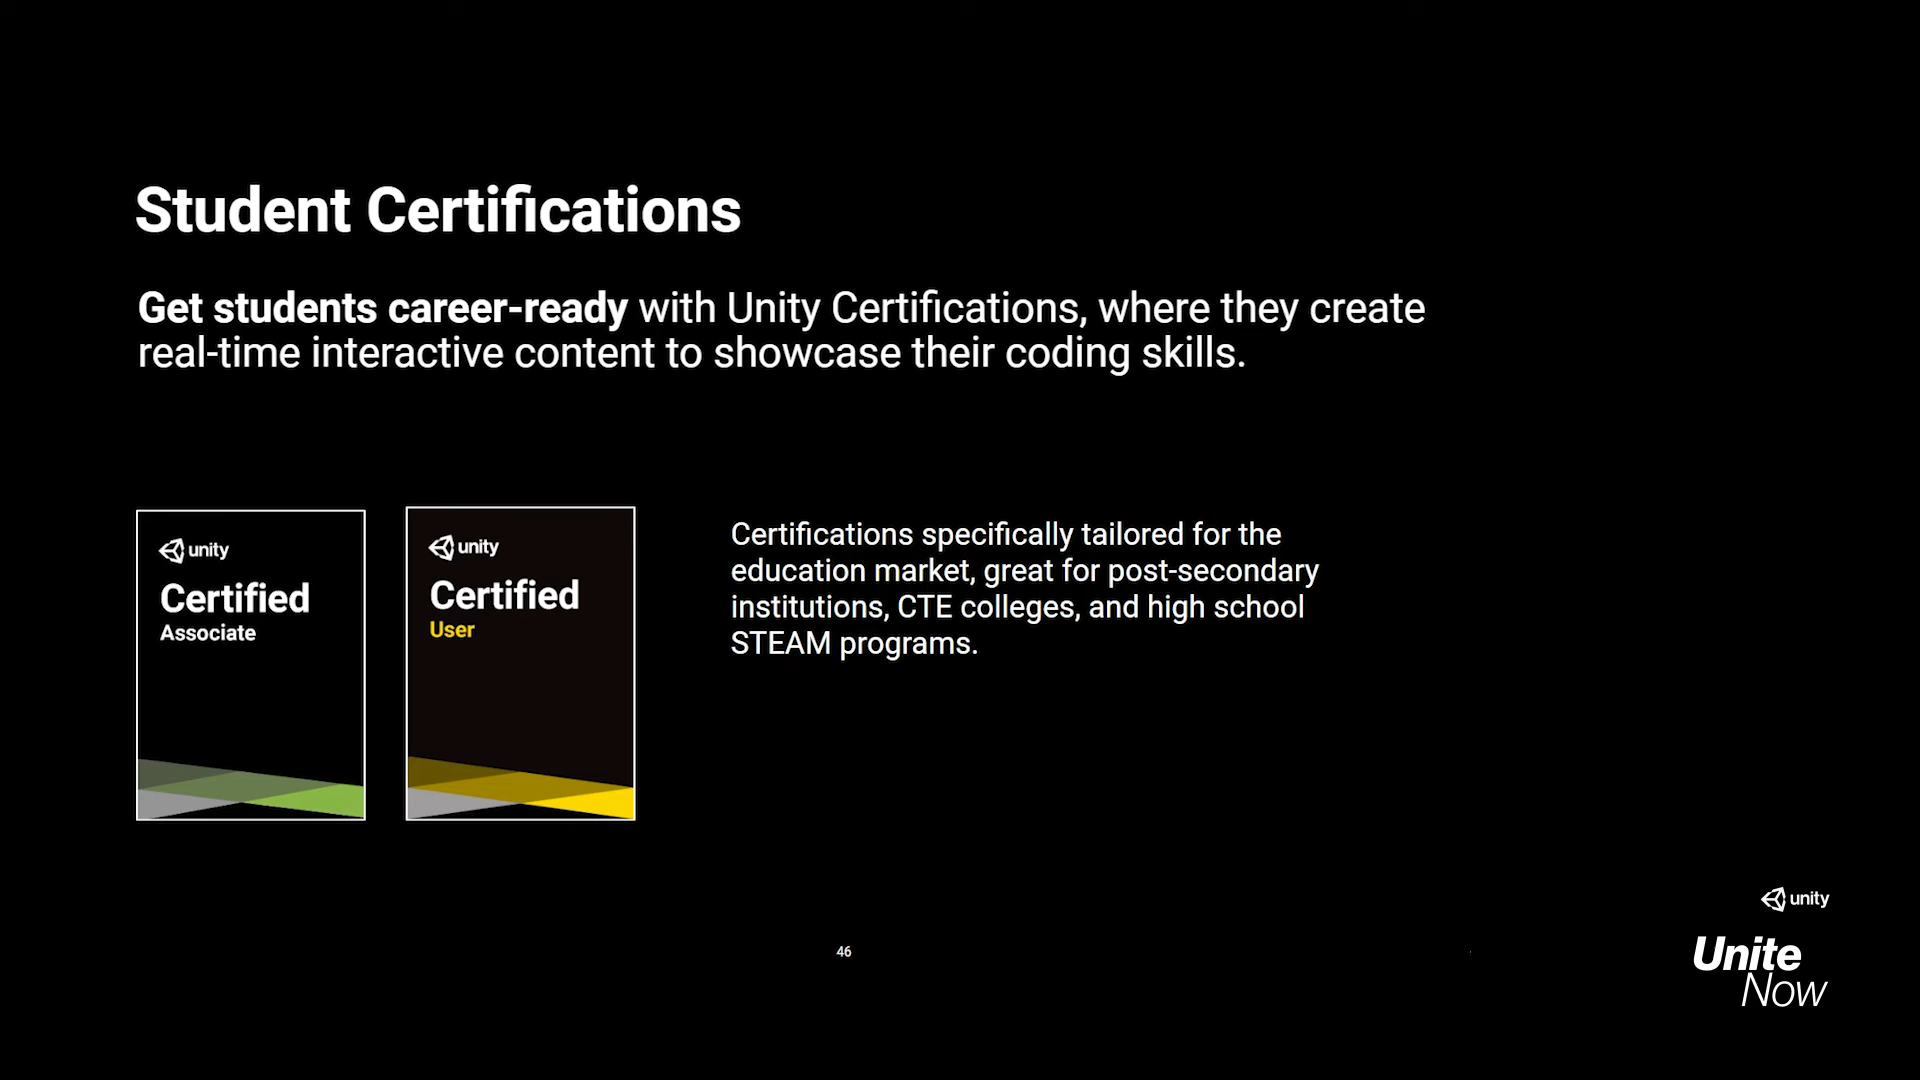 Student Certifications
Get students career-ready with Unity Certifications, where they create
real-time interactive content to showcase their coding skills.
unity
Certified
Associate
unity
Certified
User
Certifications specifically tailored for the
education market, great for post-secondary
institutions, CTE colleges, and high school
STEAM programs.
unity
Unite
Now
46